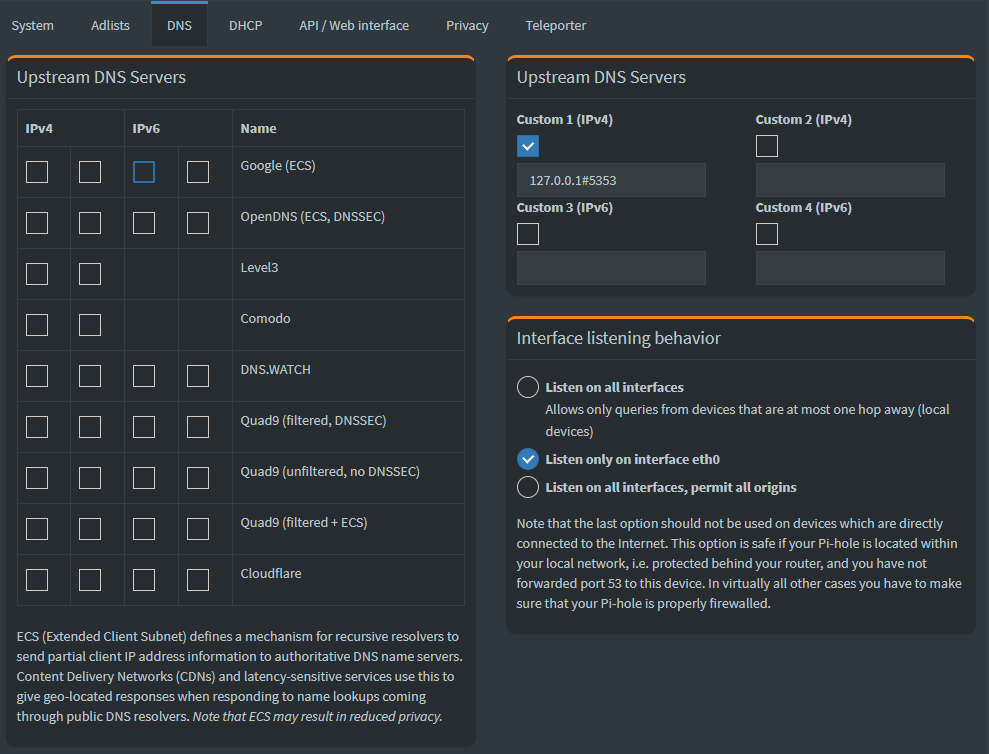 System Adlists DNS DHCP API / Web interface Privacy Teleporter
Upstream DNS Servers
IPv4 IPv6 Name
Google (ECS)
OpenDNS (ECS, DNSSEC)
Level3
Comodo
DNS.WATCH
Quad9 (filtered, DNSSEC)
Quad9 (unfiltered, no DNSSEC)
Quad9 (filtered + ECS)
Cloudflare
ECS (Extended Client Subnet) defines a mechanism for recursive resolvers to
send partial client IP address information to authoritative DNS name servers.
Content Delivery Networks (CDNs) and latency-sensitive services use this to
give geo-located responses when responding to name lookups coming
through public DNS resolvers. Note that ECS may result in reduced privacy.
Upstream DNS Servers
Custom 1 (IPv4) Custom 2 (IPv4)
127.0.0.1#5353
Custom 3 (IPv6) Custom 4 (IPv6)
Interface listening behavior
Listen on all interfaces
Allows only queries from devices that are at most one hop away (local
devices)
Listen only on interface eth0
Listen on all interfaces, permit all origins
Note that the last option should not be used on devices which are directly
connected to the Internet. This option is safe if your Pi-hole is located within
your local network, i.e. protected behind your router, and you have not
forwarded port 53 to this device. In virtually all other cases you have to make
sure that your Pi-hole is properly firewalled.